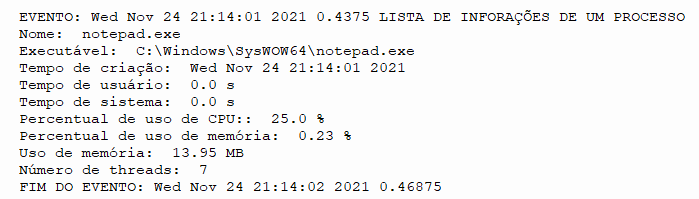 EVENTO: Wed Nov 24 21:14:01 2021 0.4375 LISTA DE INFORAÇÕES DE UM PROCESSO
Nome:  notepad.exe
Executável:  C:\Windows\SysWOW64\notepad.exe
Tempo de criação:  Wed Nov 24 21:14:01 2021
Tempo de usuário:  0.0 s
Tempo de sistema:  0.0 s
Percentual de uso de CPU::  25.0 %
Percentual de uso de memória:  0.23 %
Uso de memória:  13.95 MB
Número de threads:  7
FIM DO EVENTO: Wed Nov 24 21:14:02 2021 0.46875